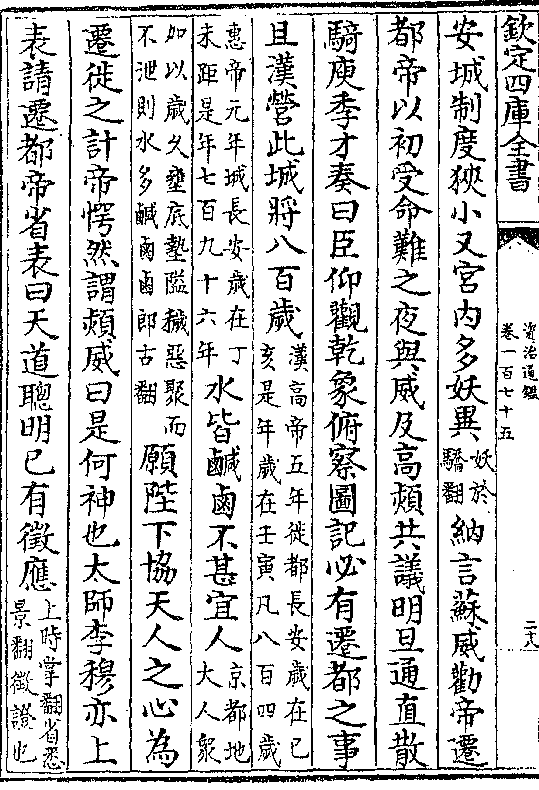 欽定四庫全書
資治通鑑
卷一百七十五
二十八
安城制度狹小又宮内多妖異
妖於
驕翻
納言蘇威勸帝遷
都帝以初受命難之夜與威及高熲共議明旦通直散
騎庾季才奏曰臣仰觀乾象俯察圖記必有遷都之事
且漢營此城將八百歲
漢高帝五年徙都長安歲在已
亥是年歲在壬寅凡八百四歲
惠帝元年城長安歲在丁
未距是年七百九十六年
水皆鹹鹵不甚宜人
京都地
大人衆
如以歲久壅底墊隘穢惡聚而
不泄則水多鹹鹵鹵郎古翻
願陛下協天人之心為
遷徙之計帝愕然謂熲威曰是何神也太師李穆亦上
表請遷都帝省表曰天道聰明已有徵應
上時掌翻省悉
景翻徵證也